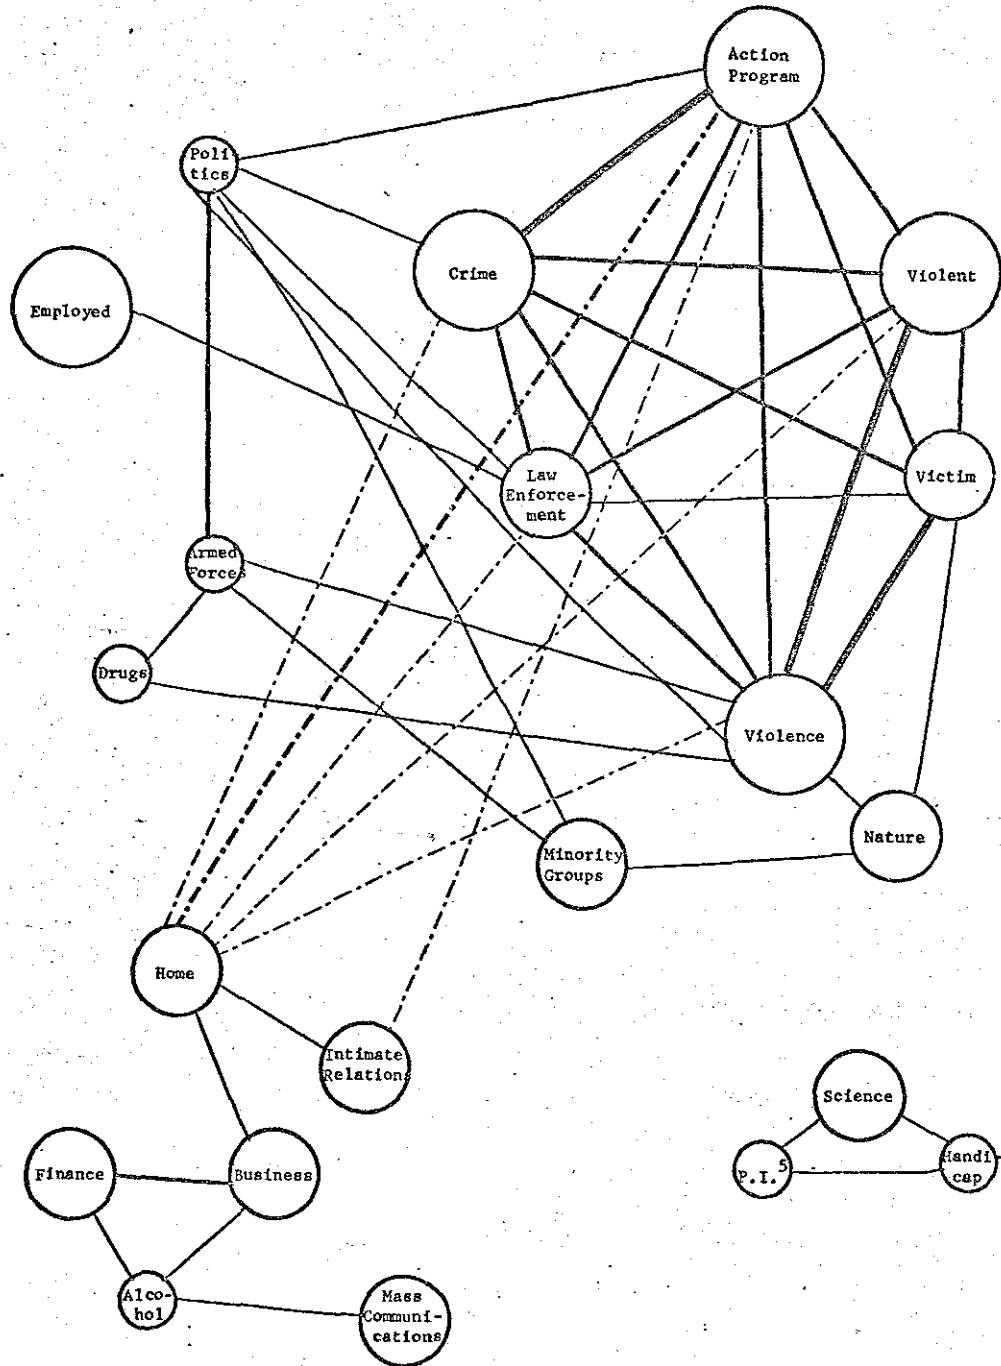 Action
Program
Poli
tics
Crime
Violent
Employed
Law
Enforce-
ment
Victim
Armed
Forces
Drugs
Violence
Nature
Minority
Groups
Home
Intimate
Relations
Science
Finance
Business
P.I.5
Handi-
cap
Alco-
hol
Mass
Communi-
cations